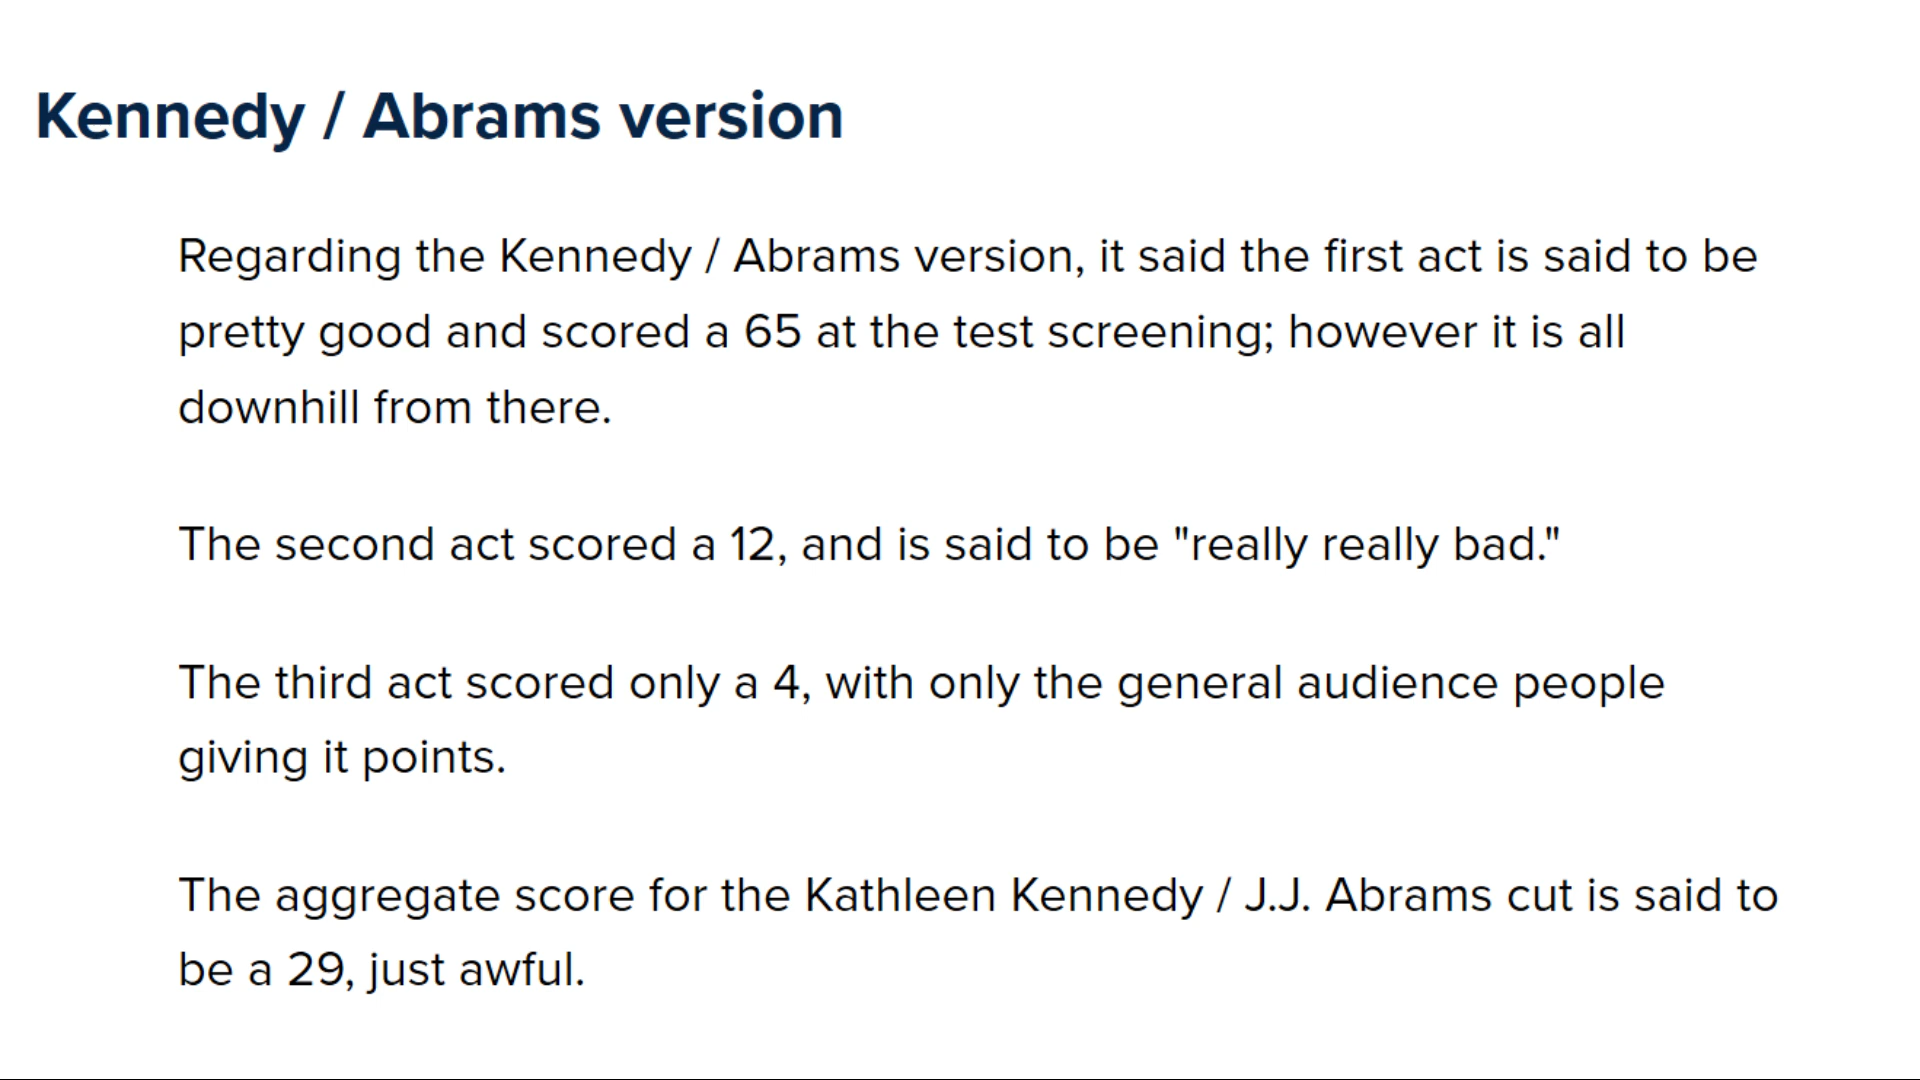 Kennedy / Abrams version
Regarding the Kennedy / Abrams version, it said the first act is said to be
pretty good and scored a 65 at the test screening; however it is all
downhill from there.
The second act scored a 12, and is said to be "really really bad."
The third act scored only a 4, with only the general audience people
giving it points.
The aggregate score for the Kathleen Kennedy / J.J. Abrams cut is said to
be a 29, just awful.